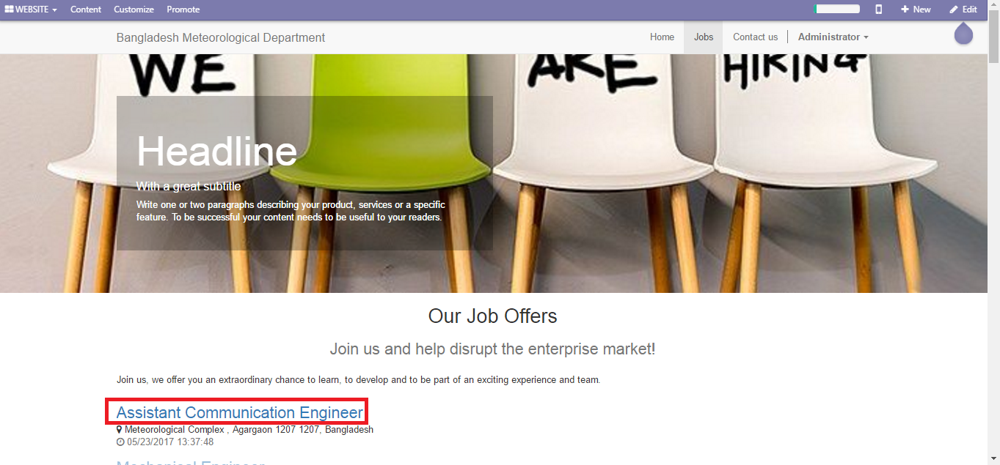 WEBSITE Content Customize Promote New Edit
Bangladesh Meteorological Department Home Jobs Contact us Administrator
WE ARE HIRING
Headline
With a great subtitle
Write one or two paragraphs describing your product, services or a specific
feature. To be successful your content needs to be useful to your readers.
Our Job Offers
Join us and help disrupt the enterprise market!
Join us, we offer you an extraordinary chance to learn, to develop and to be part of an exciting experience and team.
Assistant Communication Engineer
Meteorological Complex , Agargaon 1207 1207, Bangladesh
05/23/2017 13:37:48
Mechanical Engineer